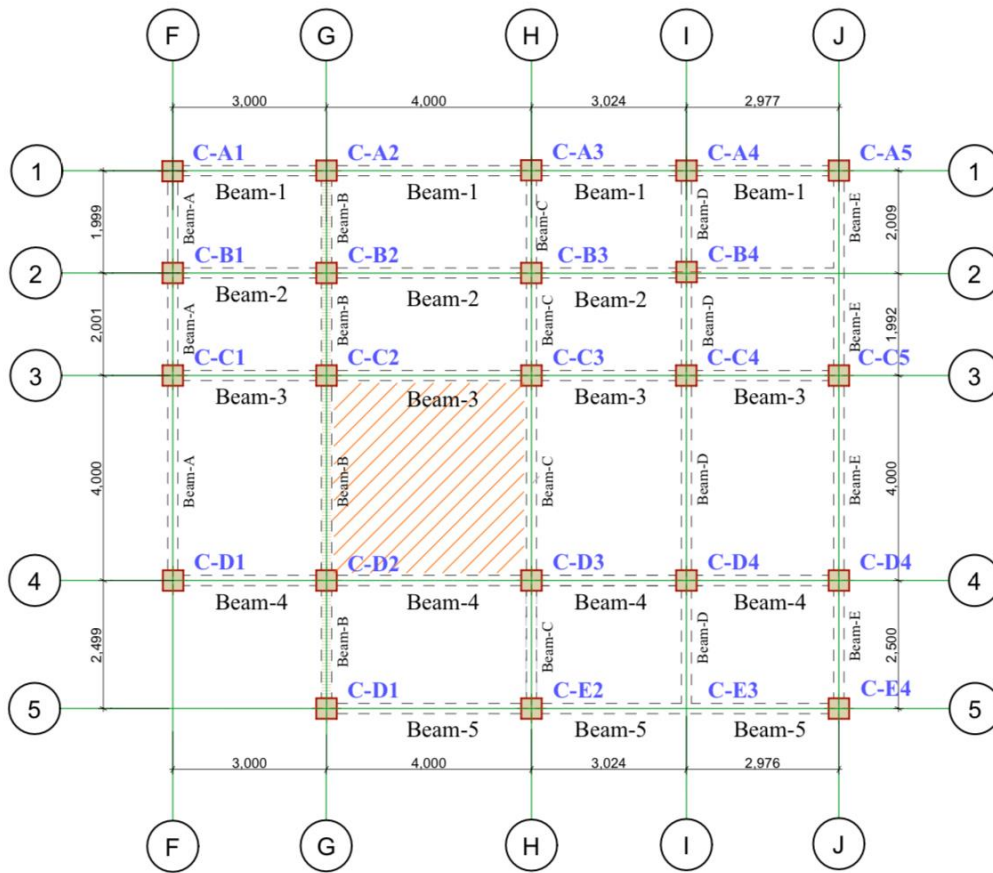 F G H I J
3,000 4,000 3,024 2,977
C-A1 C-A2 C-A3 C-A4 C-A5
1 1
Beam-1 Beam-1 Beam-1 Beam-1
1,999 Beam-A Beam-B Beam-C Beam-D Beam-E 2,009
C-B1 C-B2 C-B3 C-B4
2 2
Beam-2 Beam-2 Beam-2
2,001 Beam-A Beam-B Beam-C Beam-D Beam-E 1,992
C-C1 C-C2 C-C3 C-C4 C-C5
3 3
Beam-3 Beam-3 Beam-3 Beam-3
4,000 Beam-A Beam-B Beam-C Beam-D Beam-E 4,000
C-D1 C-D2 C-D3 C-D4 C-D4
4 4
Beam-4 Beam-4 Beam-4 Beam-4
2,499 Beam-B Beam-C Beam-D Beam-E 2,500
C-D1 C-E2 C-E3 C-E4
5 5
Beam-5 Beam-5 Beam-5
3,000 4,000 3,024 2,976
F G H I J